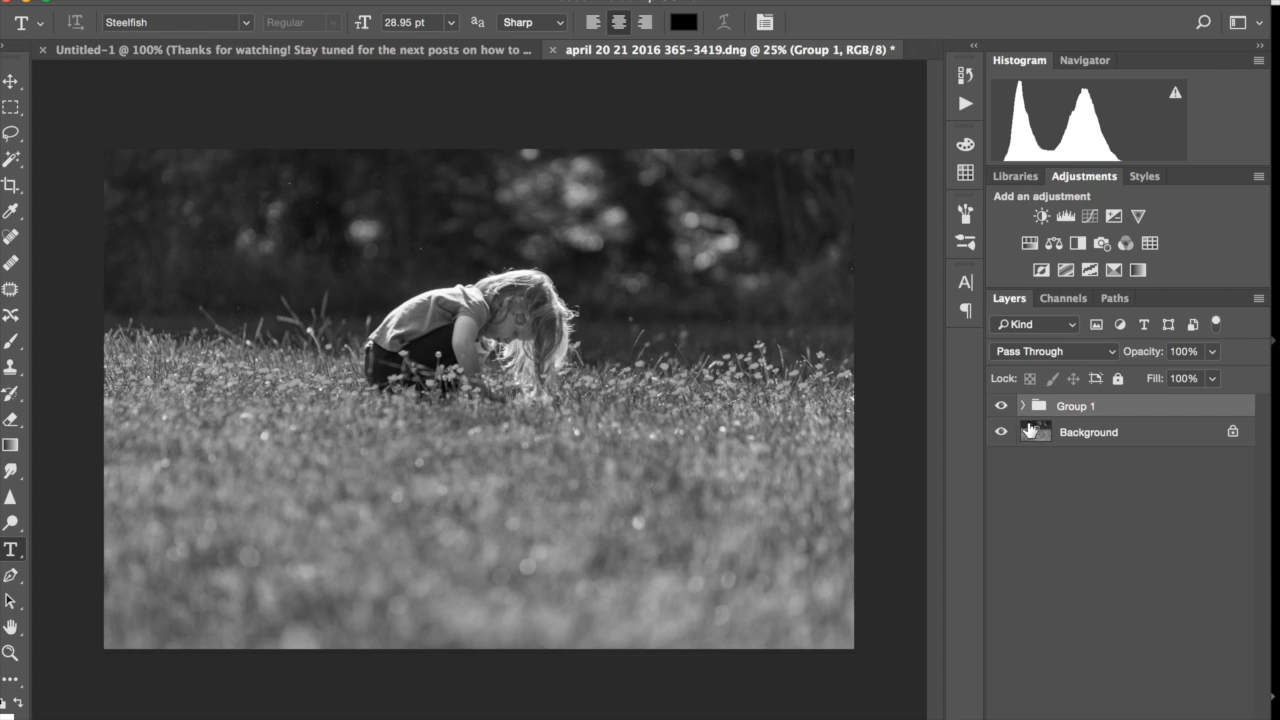 Steelfish Regular 28.95 pt Sharp
Untitled-1 @ 100% (Thanks for watching! Stay tuned for the next posts on how to ... april 20 21 2016 365-3419.dng @ 25% (Group 1, RGB/8) *
Histogram Navigator
Libraries Adjustments Styles
Add an adjustment
Layers Channels Paths
Kind
Pass Through Opacity: 100%
Lock: Fill: 100%
Group 1
Background